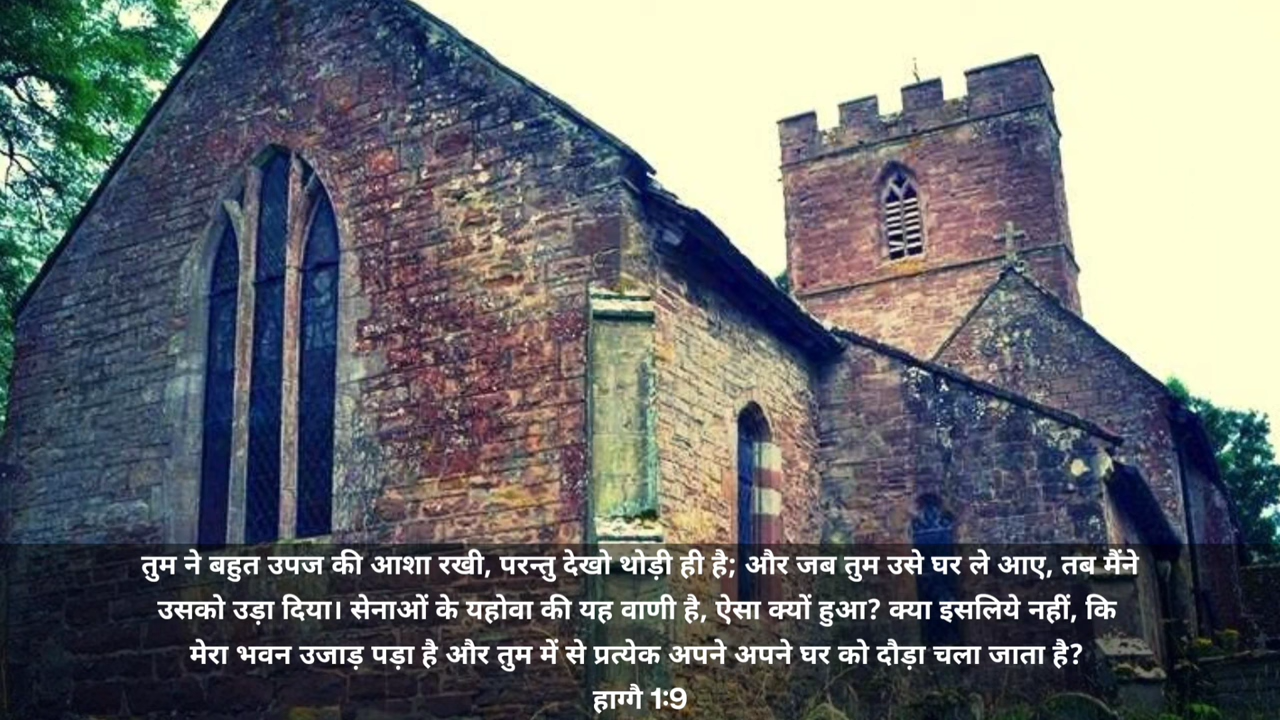 तुम ने बहुत उपज की आशा रखी, परन्तु देखो थोड़ी ही है; और जब तुम उसे घर ले आए, तब मैंने
उसको उड़ा दिया। सेनाओं के यहोवा की यह वाणी है, ऐसा क्यों हुआ? क्या इसलिये नहीं, कि
मेरा भवन उजाड़ पड़ा है और तुम में से प्रत्येक अपने अपने घर को दौड़ा चला जाता है?
हाग्गै 1:9